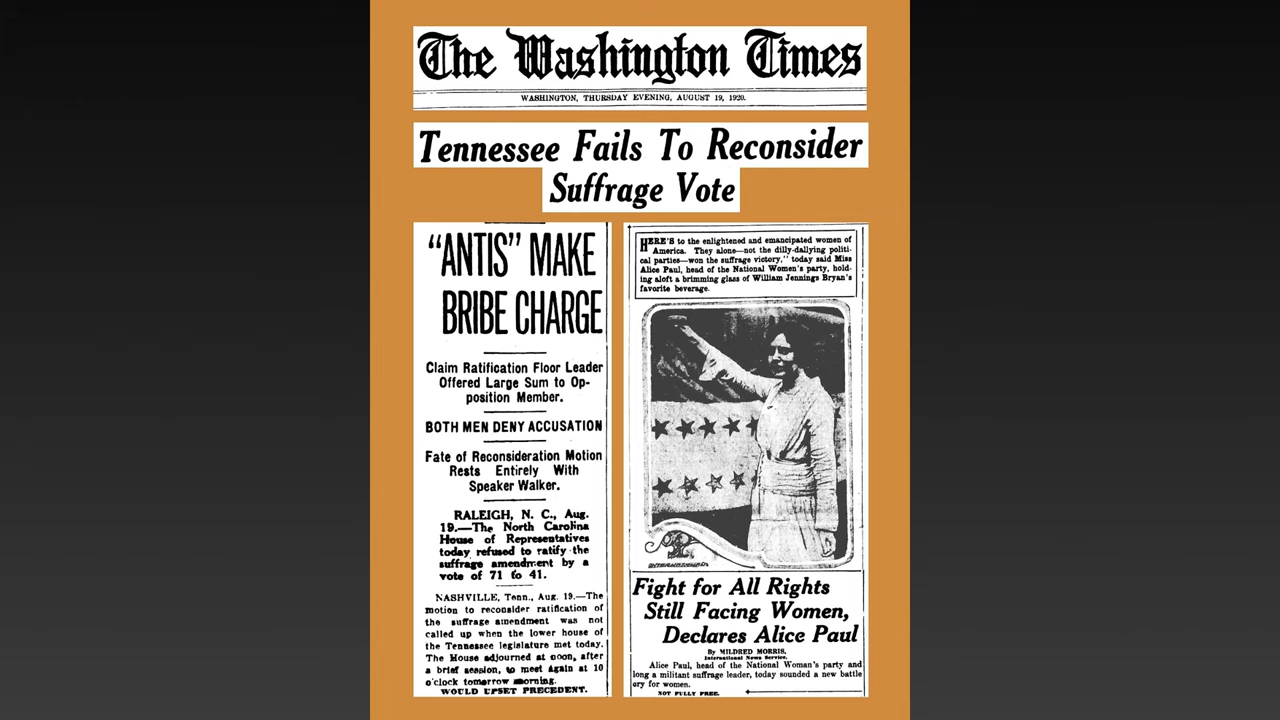 The Washington Times
WASHINGTON, THURSDAY EVENING, AUGUST 19, 1920.
Tennessee Fails To Reconsider
Suffrage Vote
"ANTIS" MAKE
BRIBE CHARGE
Claim Ratification Floor Leader
Offered Large Sum to Op-
position Member.
BOTH MEN DENY ACCUSATION
Fate of Reconsideration Motion
Rests Entirely With
Speaker Walker.
RALEIGH, N. C., Aug.
19.—The North Carolina
House of Representatives
today refused to ratify the
suffrage amendment by a
vote of 71 to 41.
NASHVILLE, Tenn., Aug. 19.—The
motion to reconsider ratification of
the suffrage amendment was not
called up when the lower house of
the Tennessee legislature met today.
The House adjourned at noon, after
a brief session, to meet again at 10
o'clock tomorrow morning.
WOULD UPSET PRECEDENT.
HERE'S to the enlightened and emancipated women of
America. They alone—not the dilly-dallying politi-
cal parties—won the suffrage victory," today said Miss
Alice Paul, head of the National Women's party, hold-
ing aloft a brimming glass of William Jennings Bryan's
favorite beverage.
INTERNATIONAL
Fight for All Rights
Still Facing Women,
Declares Alice Paul
By MILDRED MORRIS,
International News Service.
Alice Paul, head of the National Woman's party and
long a militant suffrage leader, today sounded a new battle
cry for women.
NOT FULLY FREE.